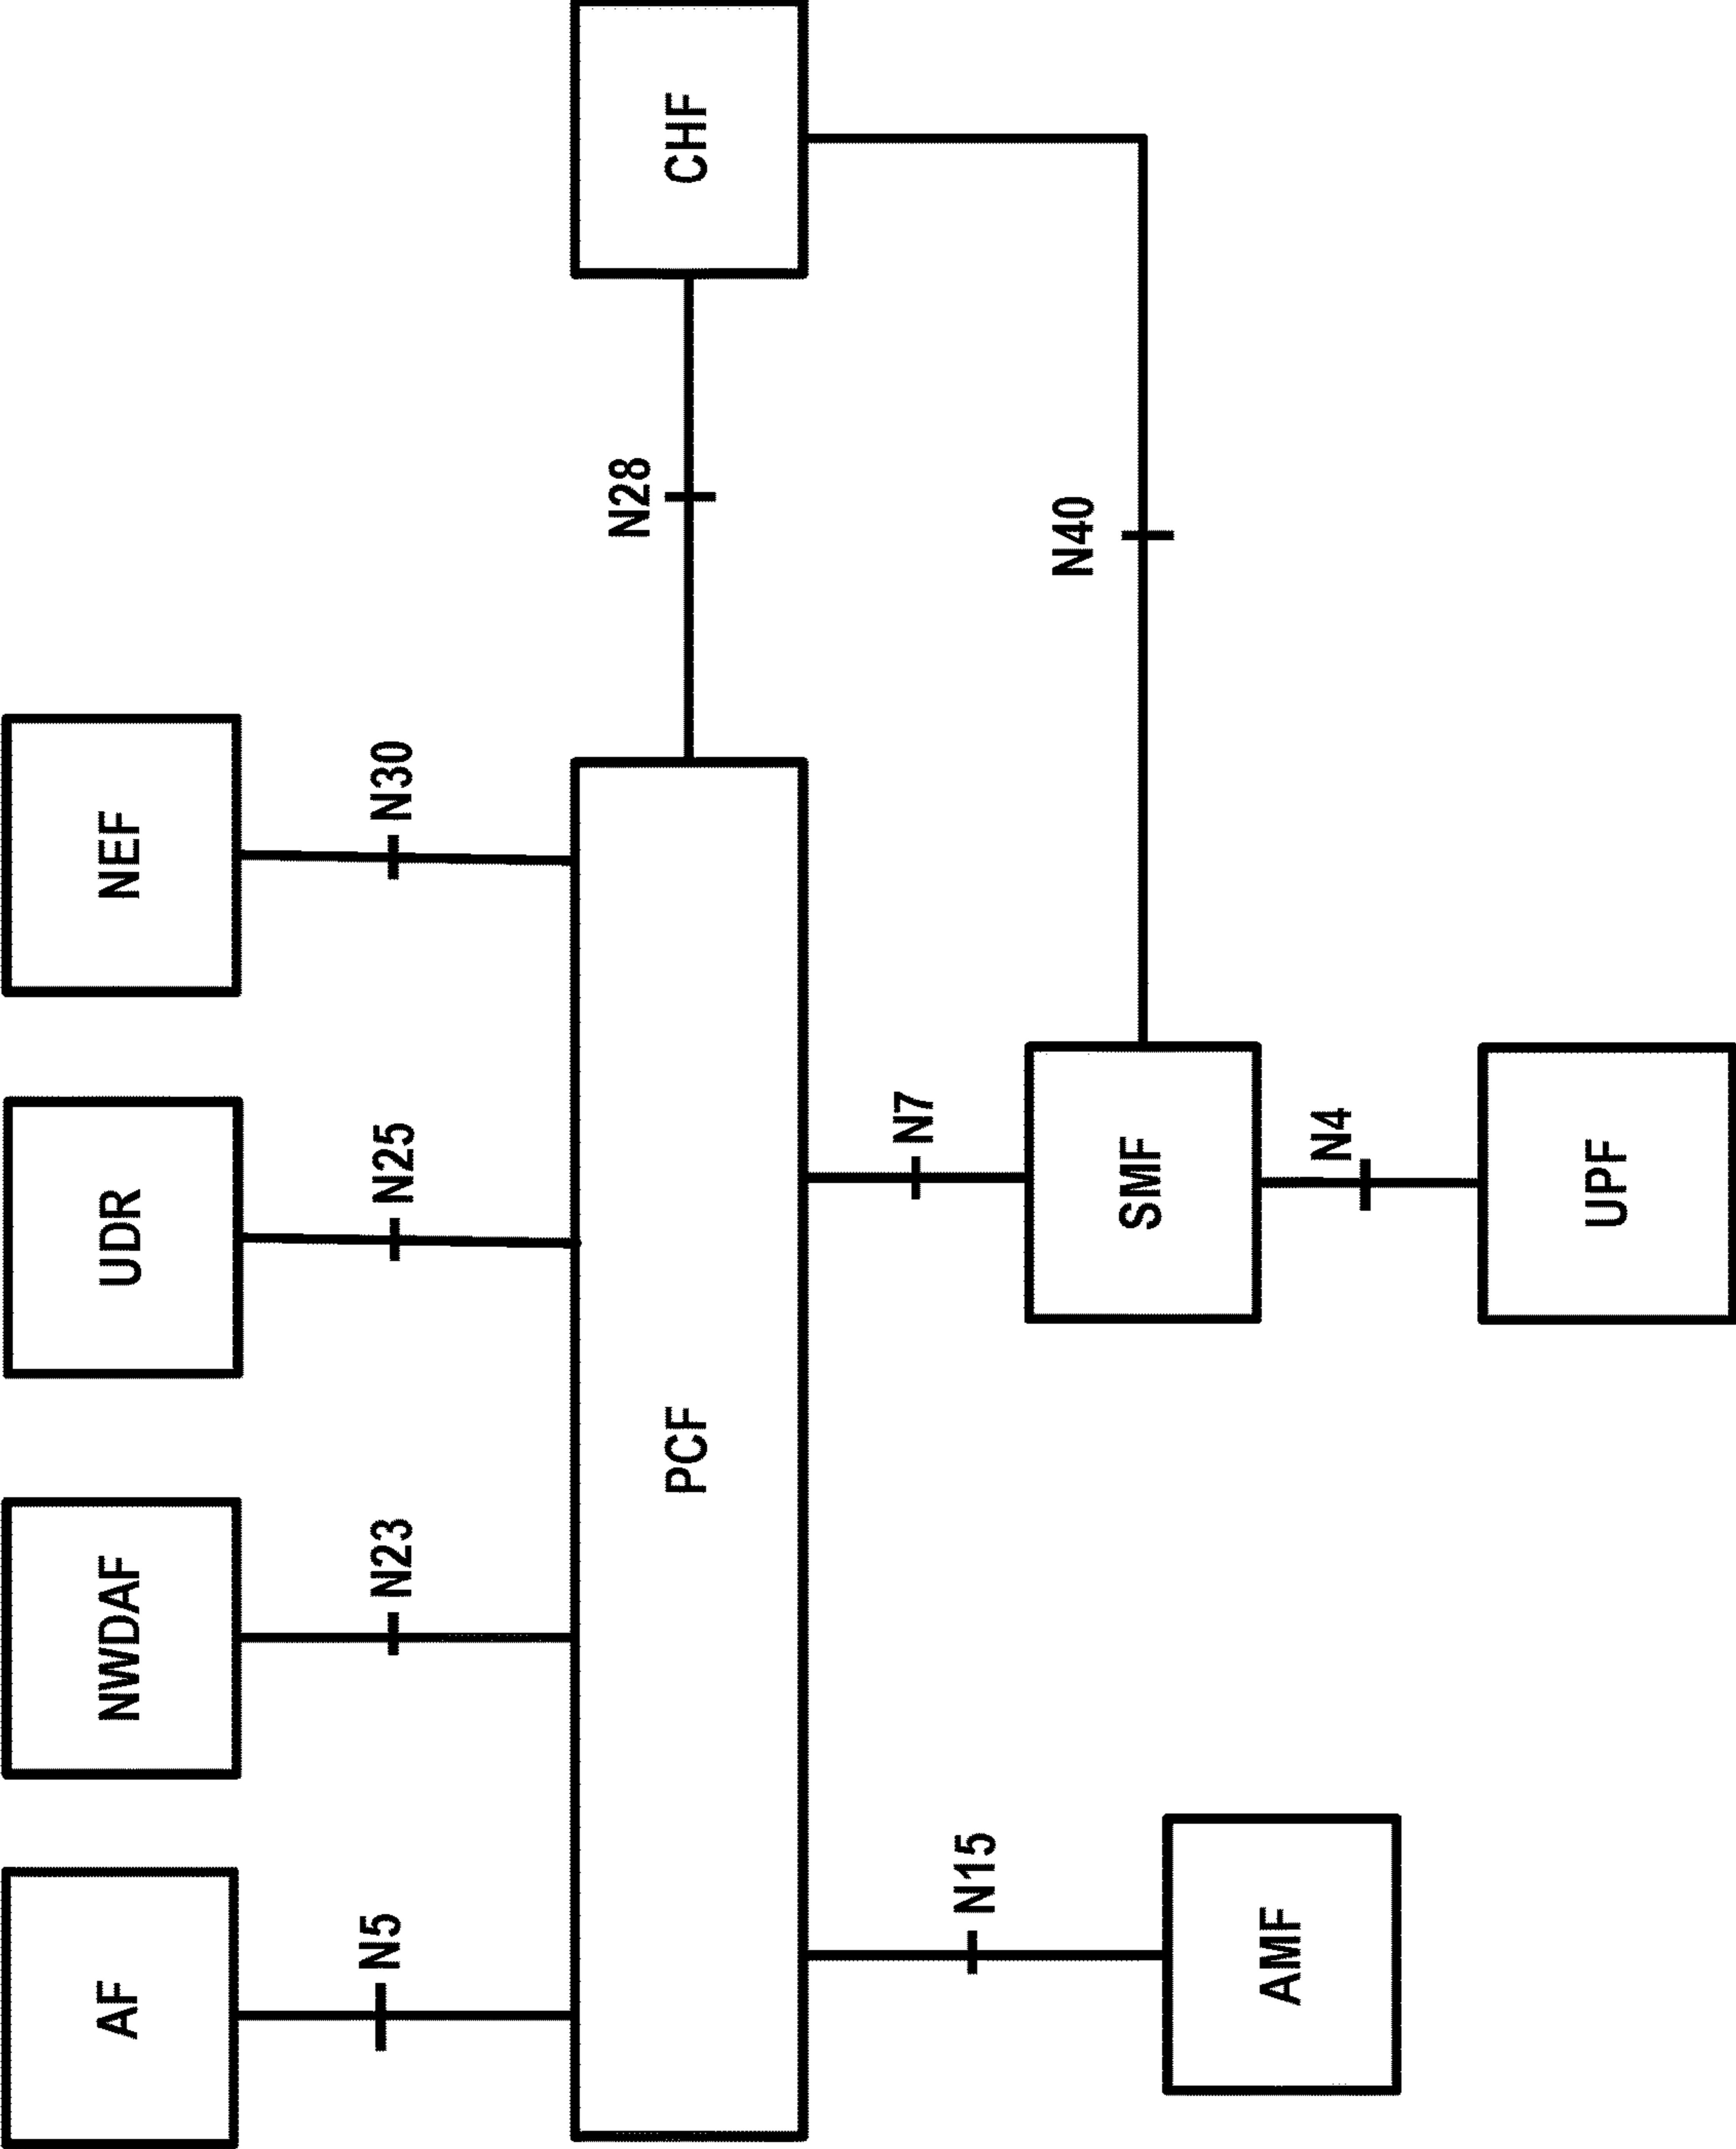 AF
NWDAF
UDR
NEF
N5
N23
N25
N30
PCF
N28
CHF
N15
N7
N40
AMF
SMF
N4
UPF